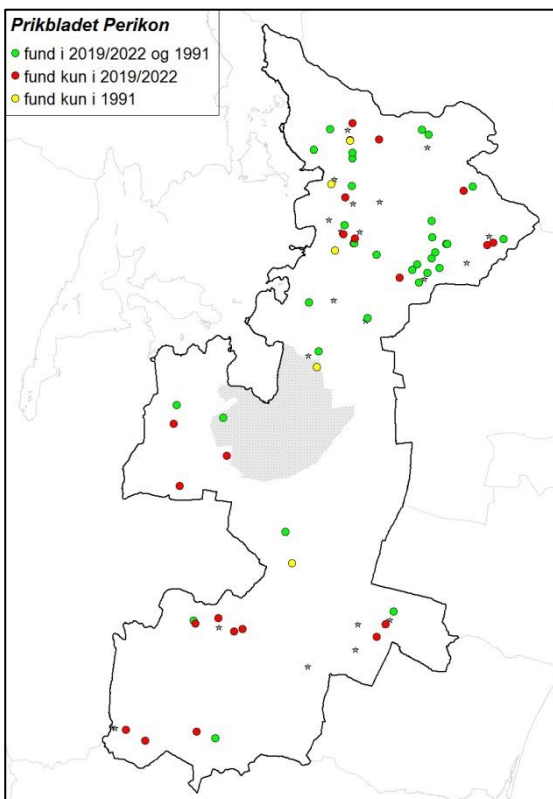 Prikbladet Perikon
fund i 2019/2022 og 1991
fund kun i 2019/2022
fund kun i 1991